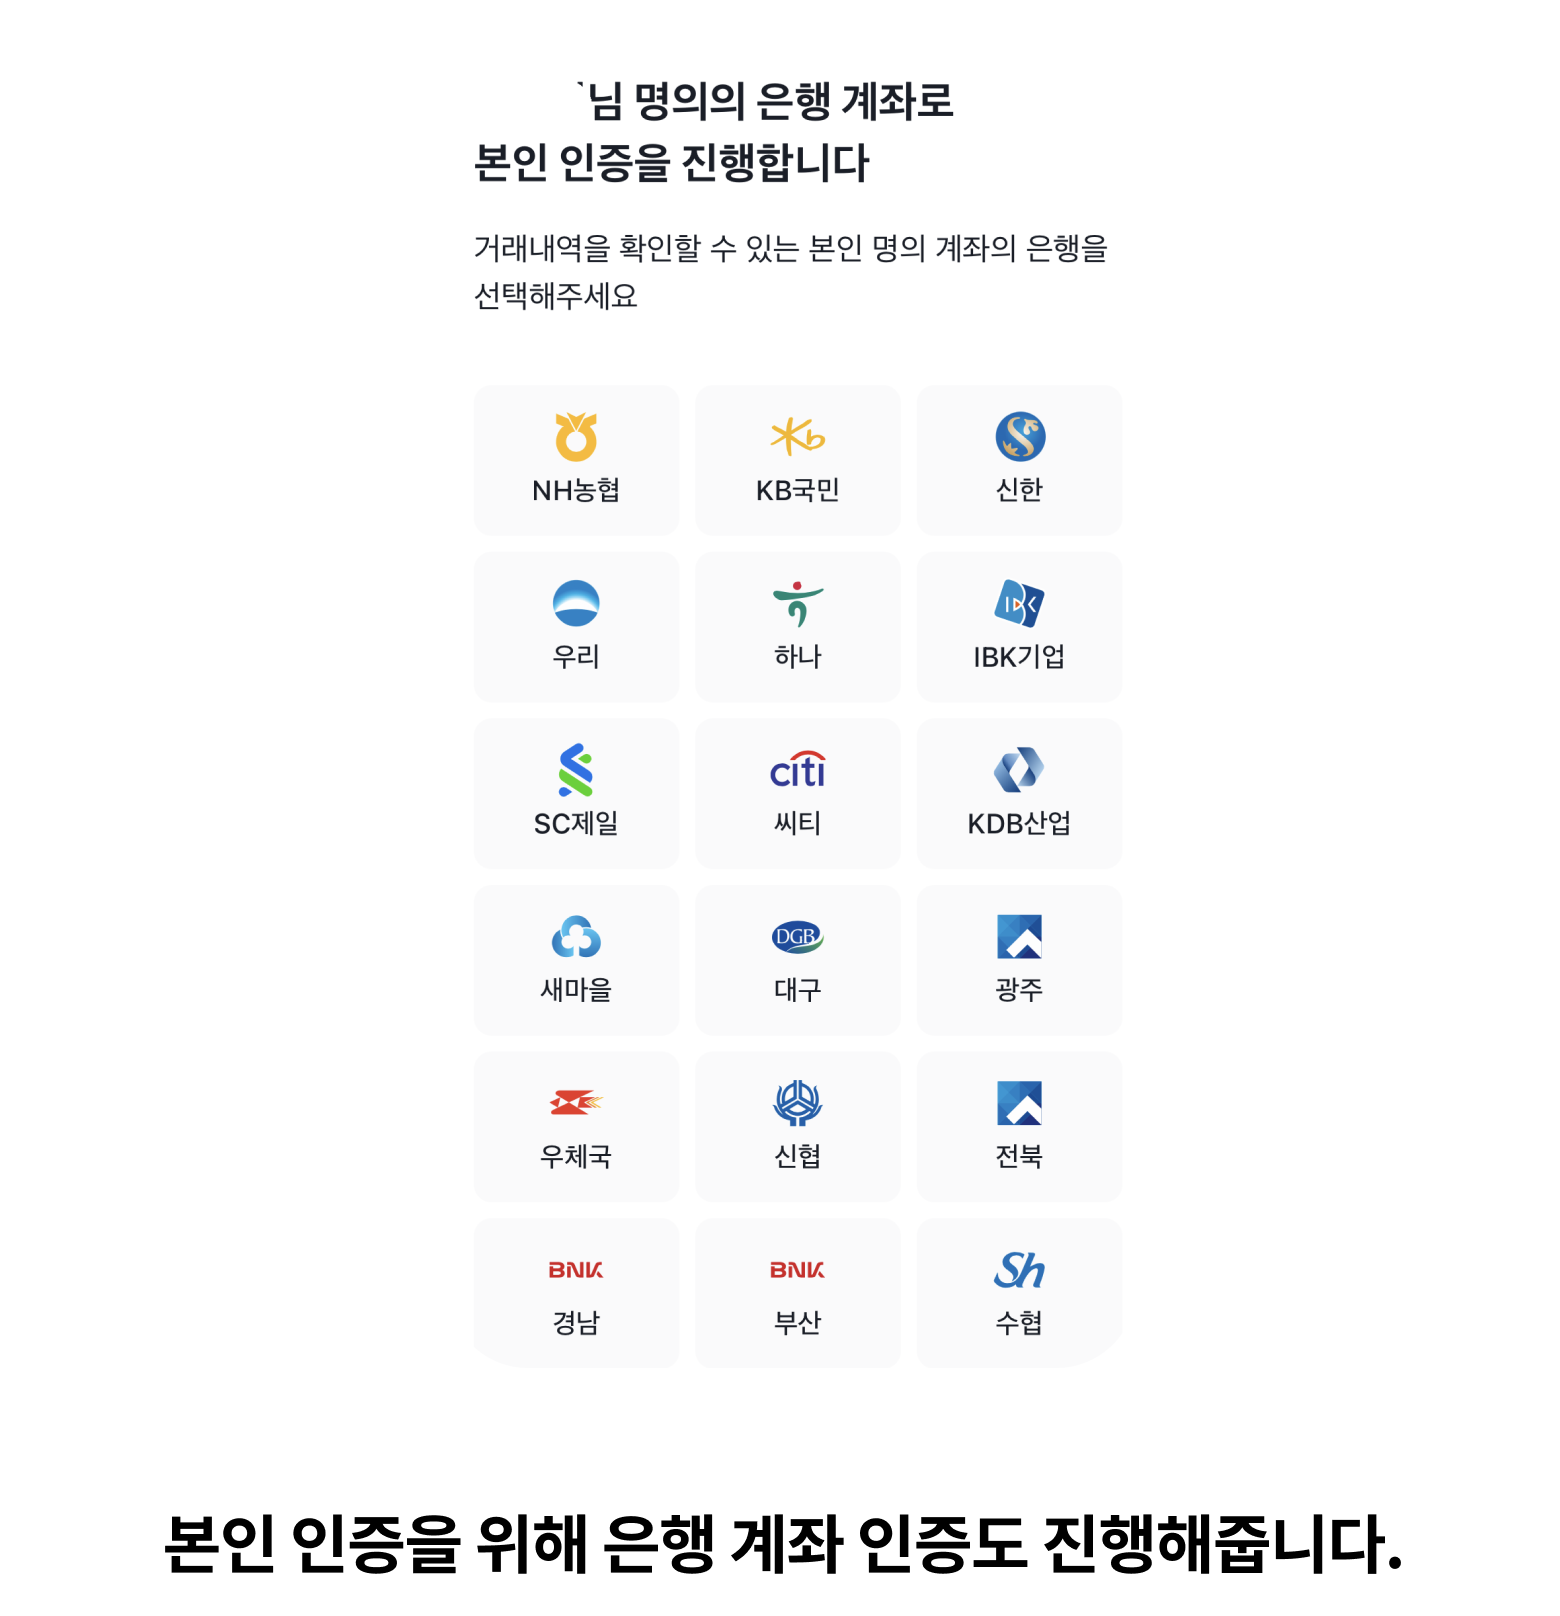 님 명의의 은행 계좌로
본인 인증을 진행합니다
거래내역을 확인할 수 있는 본인 명의 계좌의 은행을
선택해주세요
NH농협
Kb
KB국민
S
신한
우리
하나
IBK
IBK기업
SC제일
citi
씨티
KDB산업
새마을
DGB
대구
광주
우체국
신협
전북
BNK
경남
BNK
부산
Sh
수협
본인 인증을 위해 은행 계좌 인증도 진행해줍니다.